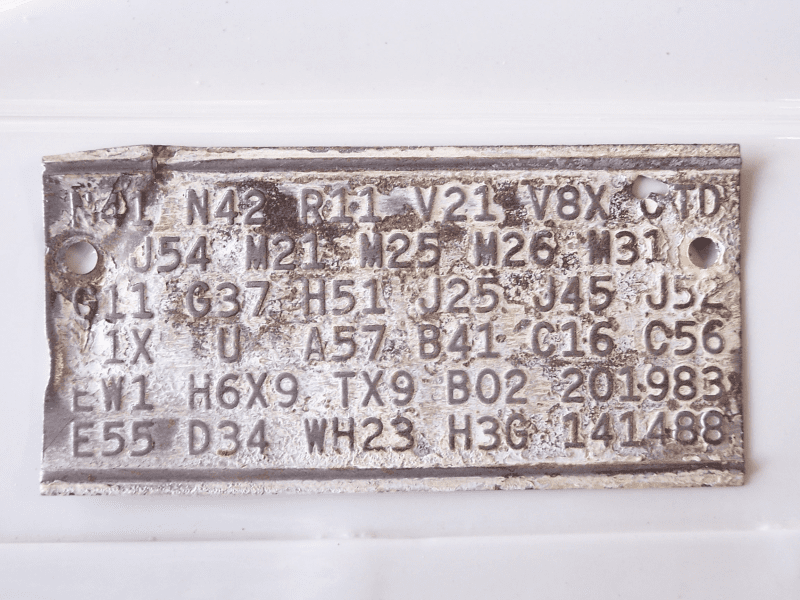 N41 N42 R11 V21 V8X GTD
J54 M21 M25 M26 M31
G11 G37 H51 J25 J45 J52
1X U A57 B41 C16 C56
EW1 H6X9 TX9 B02 201983
E55 D34 WH23 H3G 141488